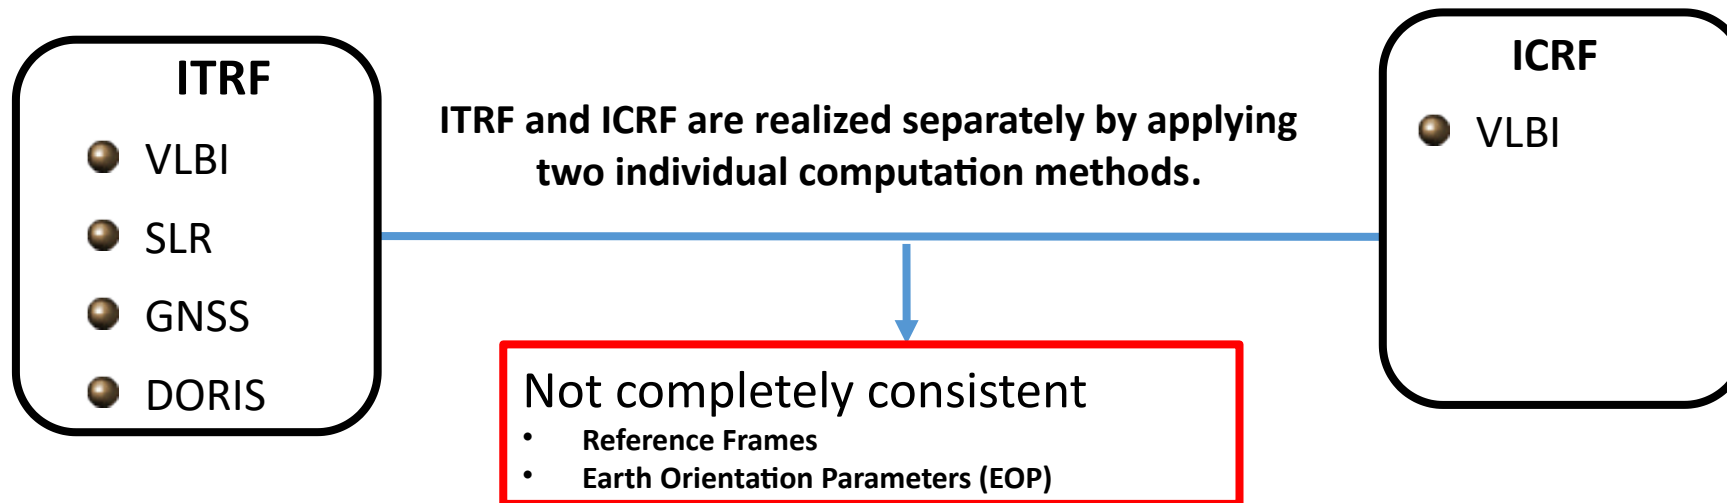 ITRF
VLBI
SLR
GNSS
DORIS
ITRF and ICRF are realized separately by applying
two individual computation methods.
ICRF
VLBI
Not completely consistent
• Reference Frames
• Earth Orientation Parameters (EOP)